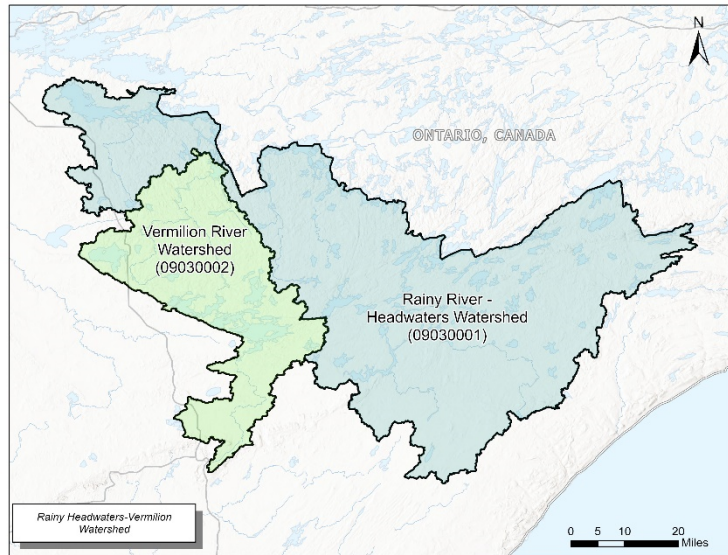 N
ONTARIO, CANADA
Vermilion River
Watershed
(09030002)
Rainy River -
Headwaters Watershed
(09030001)
Rainy Headwaters-Vermilion
Watershed
0 5 10 20
Miles